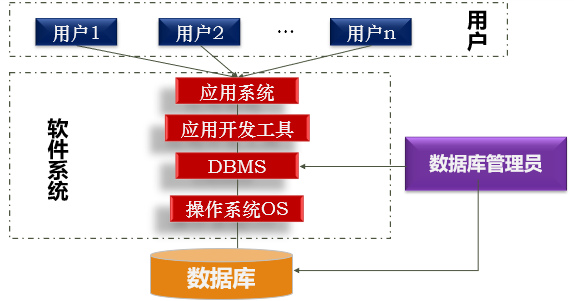 用户1
用户2
…
用户n
用户
应用系统
应用开发工具
DBMS
操作系统OS
软件系统
数据库管理员
数据库